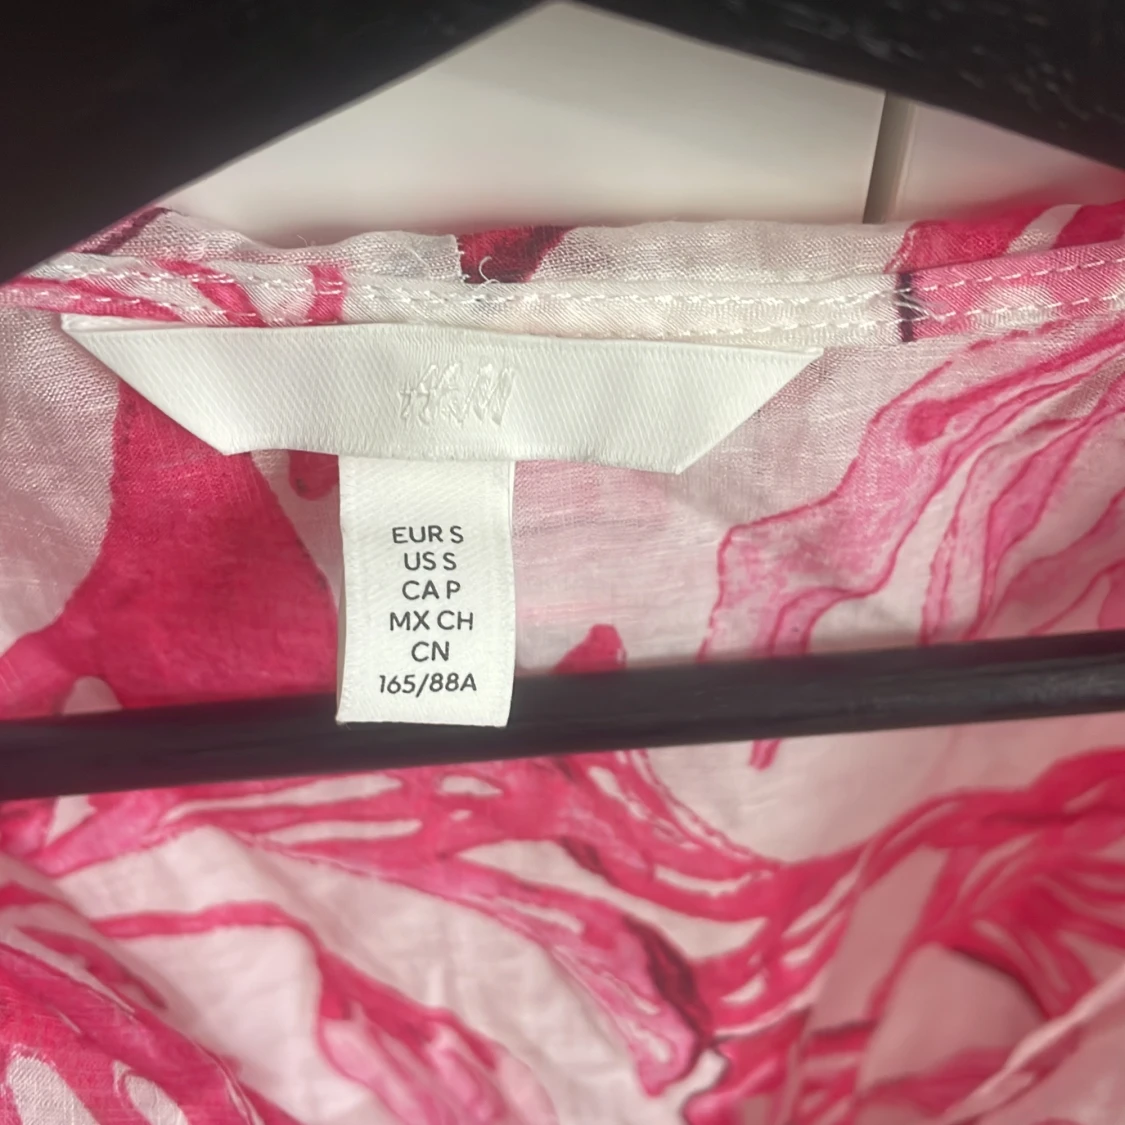 H&M
EUR S
US S
CA P
MX CH
CN
165/88A